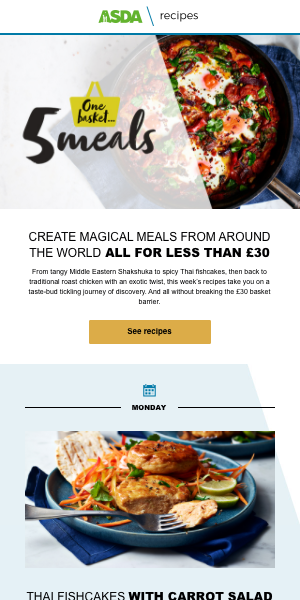 ASDA recipes
One
basket...
5 meals
CREATE MAGICAL MEALS FROM AROUND
THE WORLD ALL FOR LESS THAN £30
From tangy Middle Eastern Shakshuka to spicy Thai fishcakes, then back to
traditional roast chicken with an exotic twist, this week's recipes take you on a
taste-bud tickling journey of discovery. And all without breaking the £30 basket
barrier.
See recipes
MONDAY
THAI FISHCAKES WITH CARROT SALAD